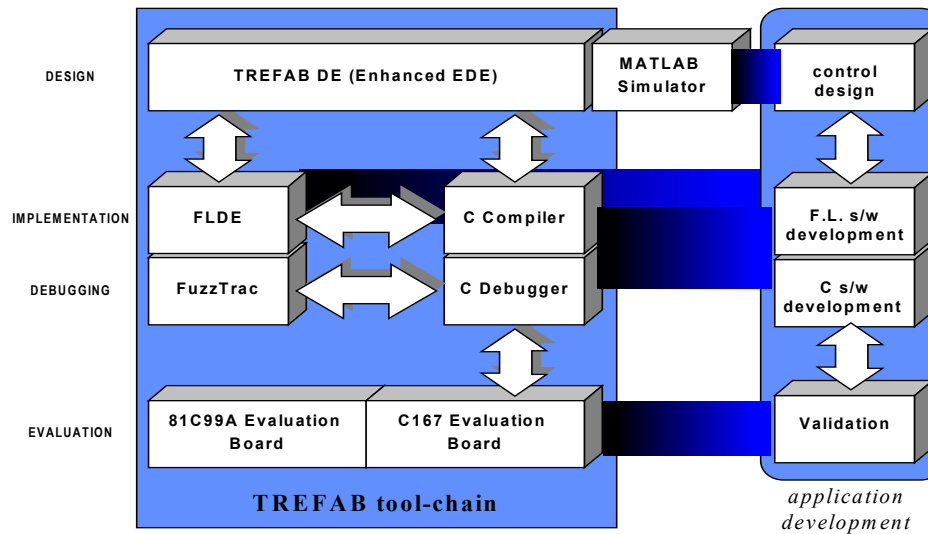 DESIGN
TREFAB DE (Enhanced EDE)
MATLAB
Simulator
control
design
IMPLEMENTATION
FLDE
C Compiler
F.L. s/w
development
DEBUGGING
FuzzTrac
C Debugger
C s/w
development
EVALUATION
81C99A Evaluation
Board
C167 Evaluation
Board
Validation
TREFAB tool-chain
application
development